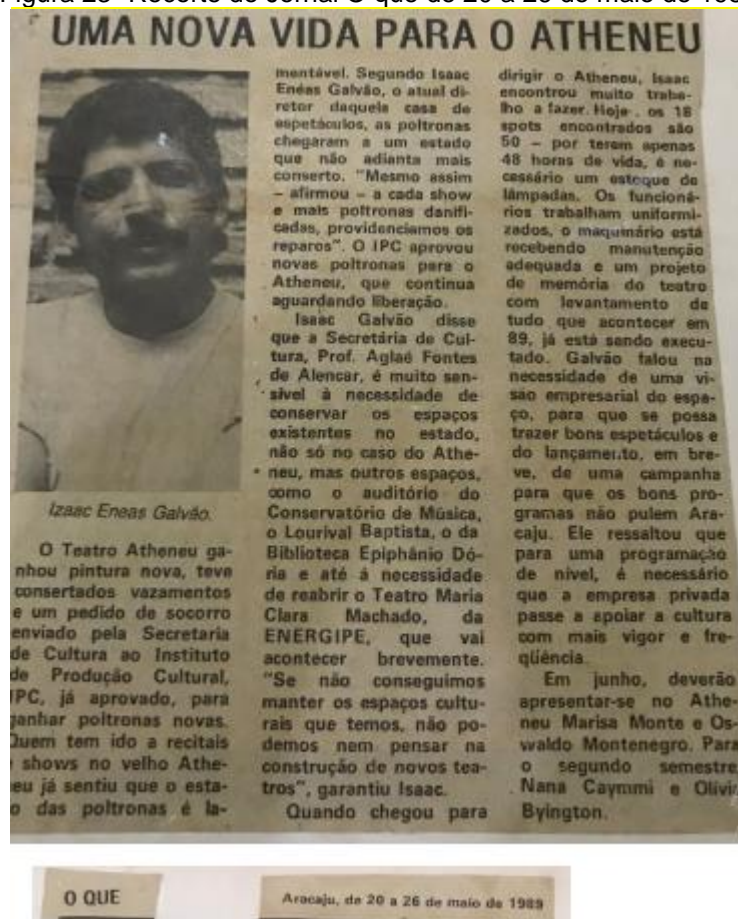 UMA NOVA VIDA PARA O ATHENEU
Izaac Eneas Galvão.
O Teatro Atheneu ga-
nhou pintura nova, teve
consertados vazamentos
e um pedido de socorro
enviado pela Secretaria
de Cultura ao Instituto
de Produção Cultural,
IPC, já aprovado, para
ganhar poltronas novas.
Quem tem ido a recitais
shows no velho Athe-
eu já sentiu que o esta-
o das poltronas é la-
mentável. Segundo Isaac
Enéas Galvão, o atual di-
retor daquela casa de
espetáculos, as poltronas
chegaram a um estado
que não adianta mais
conserto. "Mesmo assim
– afirmou – a cada show
e mais poltronas danifi-
cadas, providenciamos os
reparos". O IPC aprovou
novas poltronas para o
Atheneu, que continua
aguardando liberação.
Isaac Galvão disse
que a Secretária de Cul-
tura, Prof. Aglaé Fontes
de Alencar, é muito sen-
sível à necessidade de
conservar os espaços
existentes no estado,
não só no caso do Athe-
neu, mas outros espaços,
como o auditório do
Conservatório de Música,
o Lourival Baptista, o da
Biblioteca Epiphânio Dó-
ria e até á necessidade
de reabrir o Teatro Maria
Clara Machado, da
ENERGIPE, que vai
acontecer brevemente.
"Se não conseguimos
manter os espaços cultu-
rais que temos, não po-
demos nem pensar na
construção de novos tea-
tros", garantiu Isaac.
Quando chegou para
dirigir o Atheneu, Isaac
encontrou muito traba-
lho a fazer. Hoje . os 18
spots encontrados são
50 – por terem apenas
48 horas de vida, é ne-
cessário um estoque de
lâmpadas. Os funcioná-
rios trabalham uniformi-
zados, o maquinário está
recebendo manutenção
adequada e um projeto
de memória do teatro
com levantamento de
tudo que acontecer em
89, já está sendo execu-
tado. Galvão falou na
necessidade de uma vi-
são empresarial do espa-
ço, para que se possa
trazer bons espetáculos e
do lançamento, em bre-
ve, de uma campanha
para que os bons pro-
gramas não pulem Ara-
caju. Ele ressaltou que
para uma programação
de nível, é necessário
que a empresa privada
passe a apoiar a cultura
com mais vigor e fre-
qüência.
Em junho, deverão
apresentar-se no Athe-
neu Marisa Monte e Os-
waldo Montenegro. Para
o segundo semestre
Nana Caymmi e Olivi
Byington.
O QUE
Aracaju, de 20 a 26 de maio de 1989